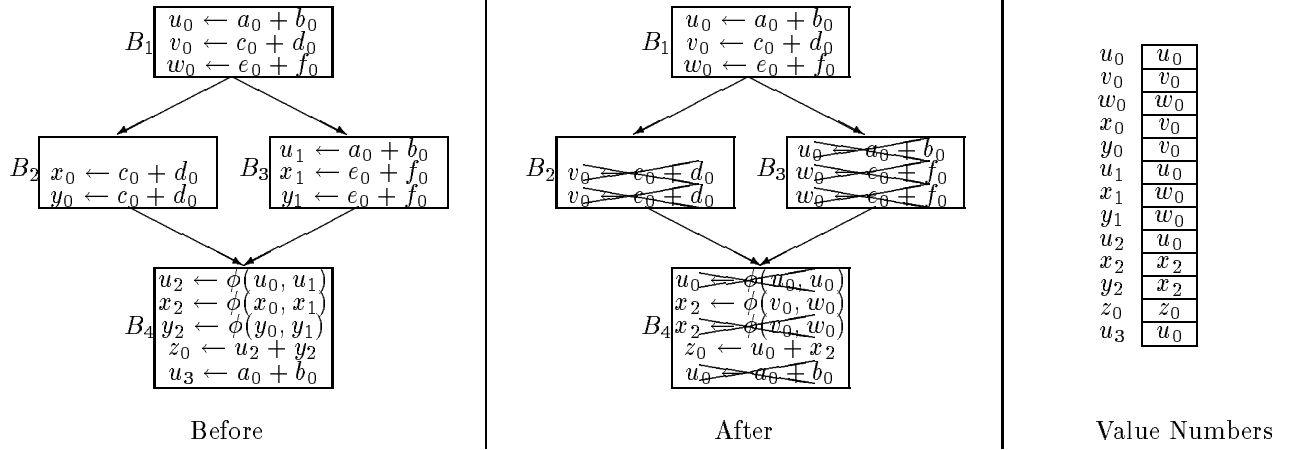 B₁
u₀ ← a₀ + b₀
v₀ ← c₀ + d₀
w₀ ← e₀ + f₀
B₂
x₀ ← c₀ + d₀
y₀ ← c₀ + d₀
B₃
u₁ ← a₀ + b₀
x₁ ← e₀ + f₀
y₁ ← e₀ + f₀
B₄
u₂ ← ϕ(u₀, u₁)
x₂ ← ϕ(x₀, x₁)
y₂ ← ϕ(y₀, y₁)
z₀ ← u₂ + y₂
u₃ ← a₀ + b₀
Before
B₁
u₀ ← a₀ + b₀
v₀ ← c₀ + d₀
w₀ ← e₀ + f₀
B₂
v₀ ← c₀ + d₀
v₀ ← c₀ + d₀
B₃
u₀ ← a₀ + b₀
w₀ ← e₀ + f₀
w₀ ← e₀ + f₀
B₄
u₀ ← ϕ(u₀, u₀)
x₂ ← ϕ(v₀, w₀)
x₂ ← ϕ(v₀, w₀)
z₀ ← u₀ + x₂
u₀ ← a₀ + b₀
After
u₀ u₀
v₀ v₀
w₀ w₀
x₀ v₀
y₀ v₀
u₁ u₀
x₁ w₀
y₁ w₀
u₂ u₀
x₂ x₂
y₂ x₂
z₀ z₀
u₃ u₀
Value Numbers